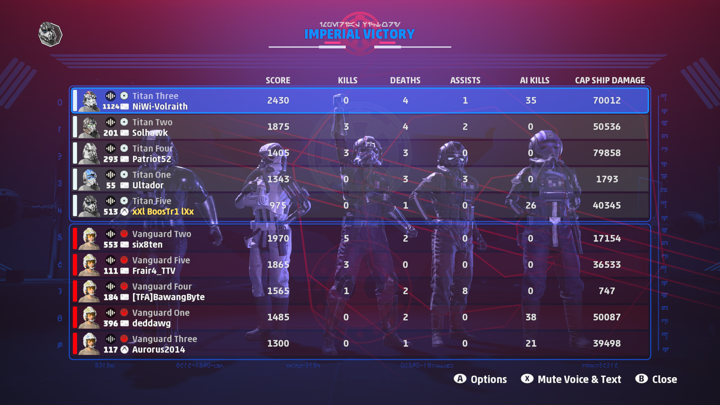 IMPERIAL VICTORY
SCORE KILLS DEATHS ASSISTS AI KILLS CAP SHIP DAMAGE
Titan Three
1124 NiWi-Volraith 2430 0 4 1 35 70012
Titan Two
201 Solhawk 1875 3 4 2 0 50536
Titan Four
293 Patriot52 1405 3 3 0 0 79858
Titan One
55 Ultador 1343 0 3 3 0 1793
Titan Five
513 xXl BoosTr1 lXx 975 0 1 0 26 40345
Vanguard Two
553 six8ten 1970 5 2 0 0 17154
Vanguard Five
111 Frair4_TTV 1865 3 0 0 0 36533
Vanguard Four
184 [TFA]BawangByte 1565 1 2 8 0 747
Vanguard One
396 deddawg 1485 0 2 0 38 50087
Vanguard Three
117 Aurorus2014 1300 0 1 0 21 39498
A Options X Mute Voice & Text B Close